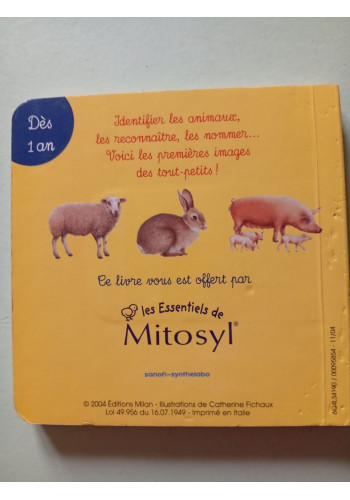 Dès
1 an
Identifier les animaux,
les reconnaître, les nommer...
Voici les premières images
des tout-petits !
Ce livre vous est offert par
les Essentiels de
Mitosyl®
sanofi~synthelabo
© 2004 Éditions Milan - Illustrations de Catherine Fichaux
Loi 49.956 du 16.07.1949 - Imprimé en Italie